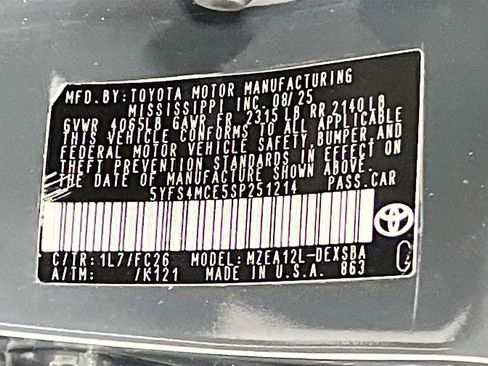 MFD.BY:TOYOTA MOTOR MANUFACTURING
MISSISSIPPI INC. 08/25
GVWR 4065LB GAWR FR 2315LB RR 2140LB
THIS VEHICLE CONFORMS TO ALL APPLICABLE
FEDERAL MOTOR VEHICLE SAFETY, BUMPER AND
THEFT PREVENTION STANDARDS IN EFFECT ON
THE DATE OF MANUFACTURE SHOWN ABOVE.
5YFS4MCE5SP251214 PASS.CAR
C/TR: 1L7/FC26 MODEL: MZEA12L-DEXSBA
A/TM: /K121 MADE IN U.S.A. 863 C